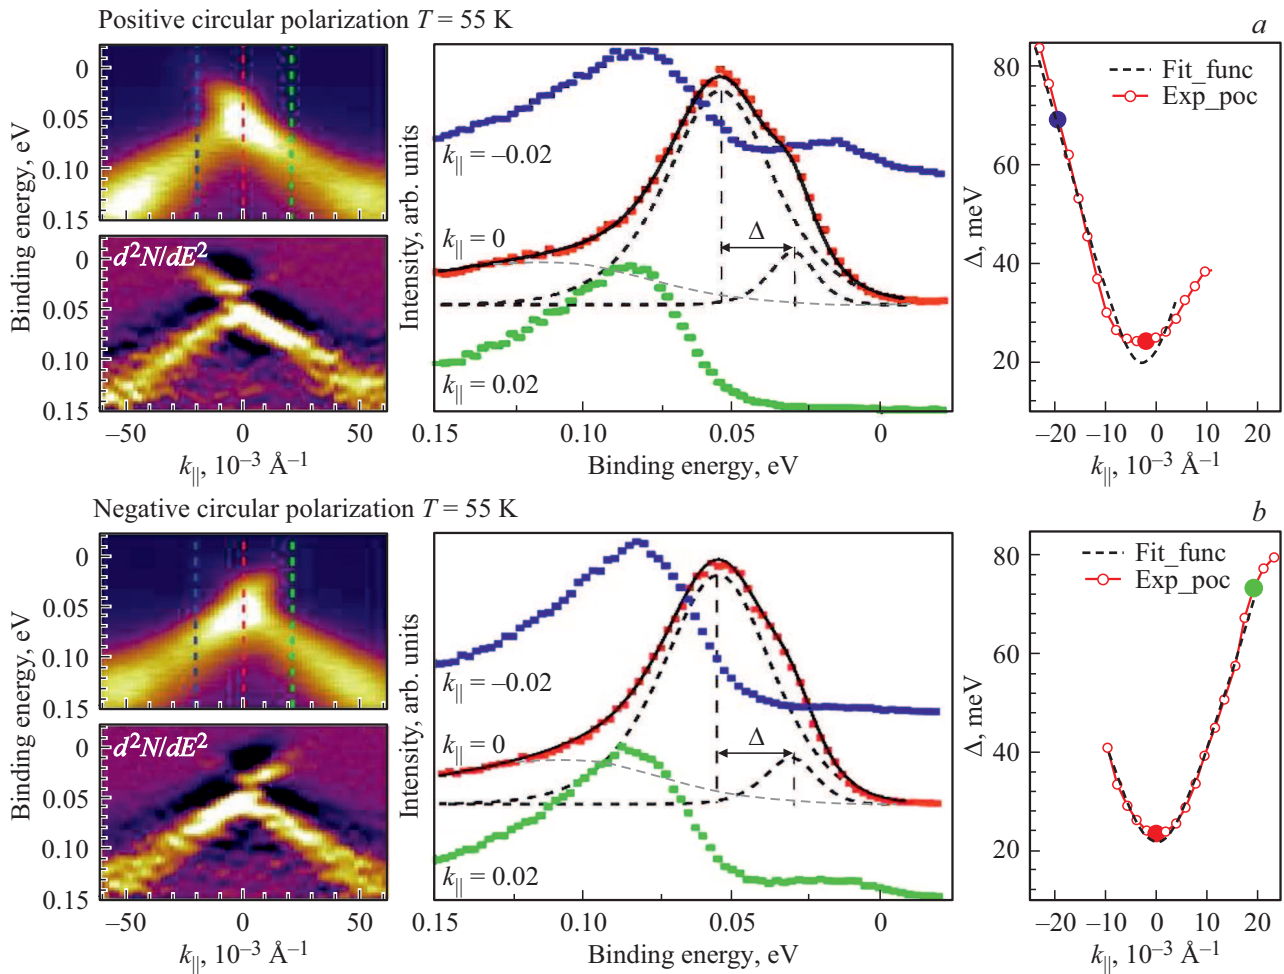 Positive circular polarization T = 55 K
a
Binding energy, eV
0
0.05
0.10
0.15
d²N/dE²
0
0.05
0.10
0.15
−50
0
50
k||, 10⁻³ Å⁻¹
Intensity, arb. units
k|| = –0.02
k|| = 0
k|| = 0.02
Δ
0.15
0.10
0.05
0
Binding energy, eV
Δ, meV
80
60
40
20
Fit_func
Exp_poc
−20
−10
0
10
20
k||, 10⁻³ Å⁻¹
Negative circular polarization T = 55 K
b
Binding energy, eV
0
0.05
0.10
0.15
d²N/dE²
0
0.05
0.10
0.15
−50
0
50
k||, 10⁻³ Å⁻¹
Intensity, arb. units
k|| = –0.02
k|| = 0
k|| = 0.02
Δ
0.15
0.10
0.05
0
Binding energy, eV
Δ, meV
80
60
40
20
Fit_func
Exp_poc
−20
−10
0
10
20
k||, 10⁻³ Å⁻¹